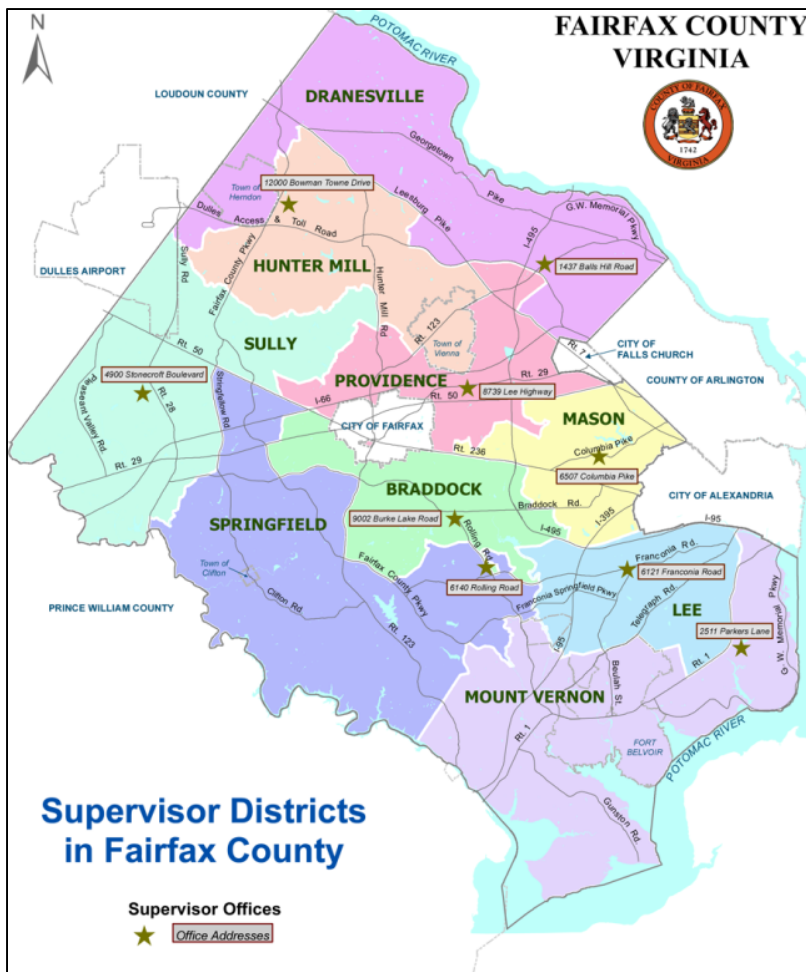 FAIRFAX COUNTY
VIRGINIA
COUNTY OF FAIRFAX
1742
VIRGINIA
N
POTOMAC RIVER
LOUDOUN COUNTY
DRANESVILLE
Georgetown
Pike
Town of
Herndon
12000 Bowman Towne Drive
Leesburg Pike
G.W. Memorial Pkwy
I-495
Dulles Access & Toll Road
1437 Balls Hill Road
DULLES AIRPORT
Sully Rd
Fairfax County Pkwy
HUNTER MILL
Hunter Mill Rd
Rt. 123
Town of
Vienna
Rt. 7
CITY OF
FALLS CHURCH
SULLY
Rt. 50
COUNTY OF ARLINGTON
4900 Stonecroft Boulevard
PROVIDENCE
Rt. 29
Rt. 50
8739 Lee Highway
I-66
Pleasant Valley Rd.
Rt. 28
Stringfellow Rd.
CITY OF FAIRFAX
MASON
Columbia Pike
Rt. 236
Rt. 29
6507 Columbia Pike
BRADDOCK
Braddock Rd.
CITY OF ALEXANDRIA
I-395
I-495
I-95
SPRINGFIELD
9002 Burke Lake Road
Rolling Rd.
Franconia Rd.
Town of
Clifton
Fairfax County Pkwy
6140 Rolling Road
6121 Franconia Road
Franconia Springfield Pkwy
Telegraph Rd.
PRINCE WILLIAM COUNTY
Clifton Rd.
Rt. 123
I-95
LEE
2511 Parkers Lane
G. W. Memorial Pkwy
Rt. 1
MOUNT VERNON
Beulah St.
Rt. 1
FORT
BELVOIR
POTOMAC RIVER
Gunston Rd.
Supervisor Districts
in Fairfax County
Supervisor Offices
Office Addresses